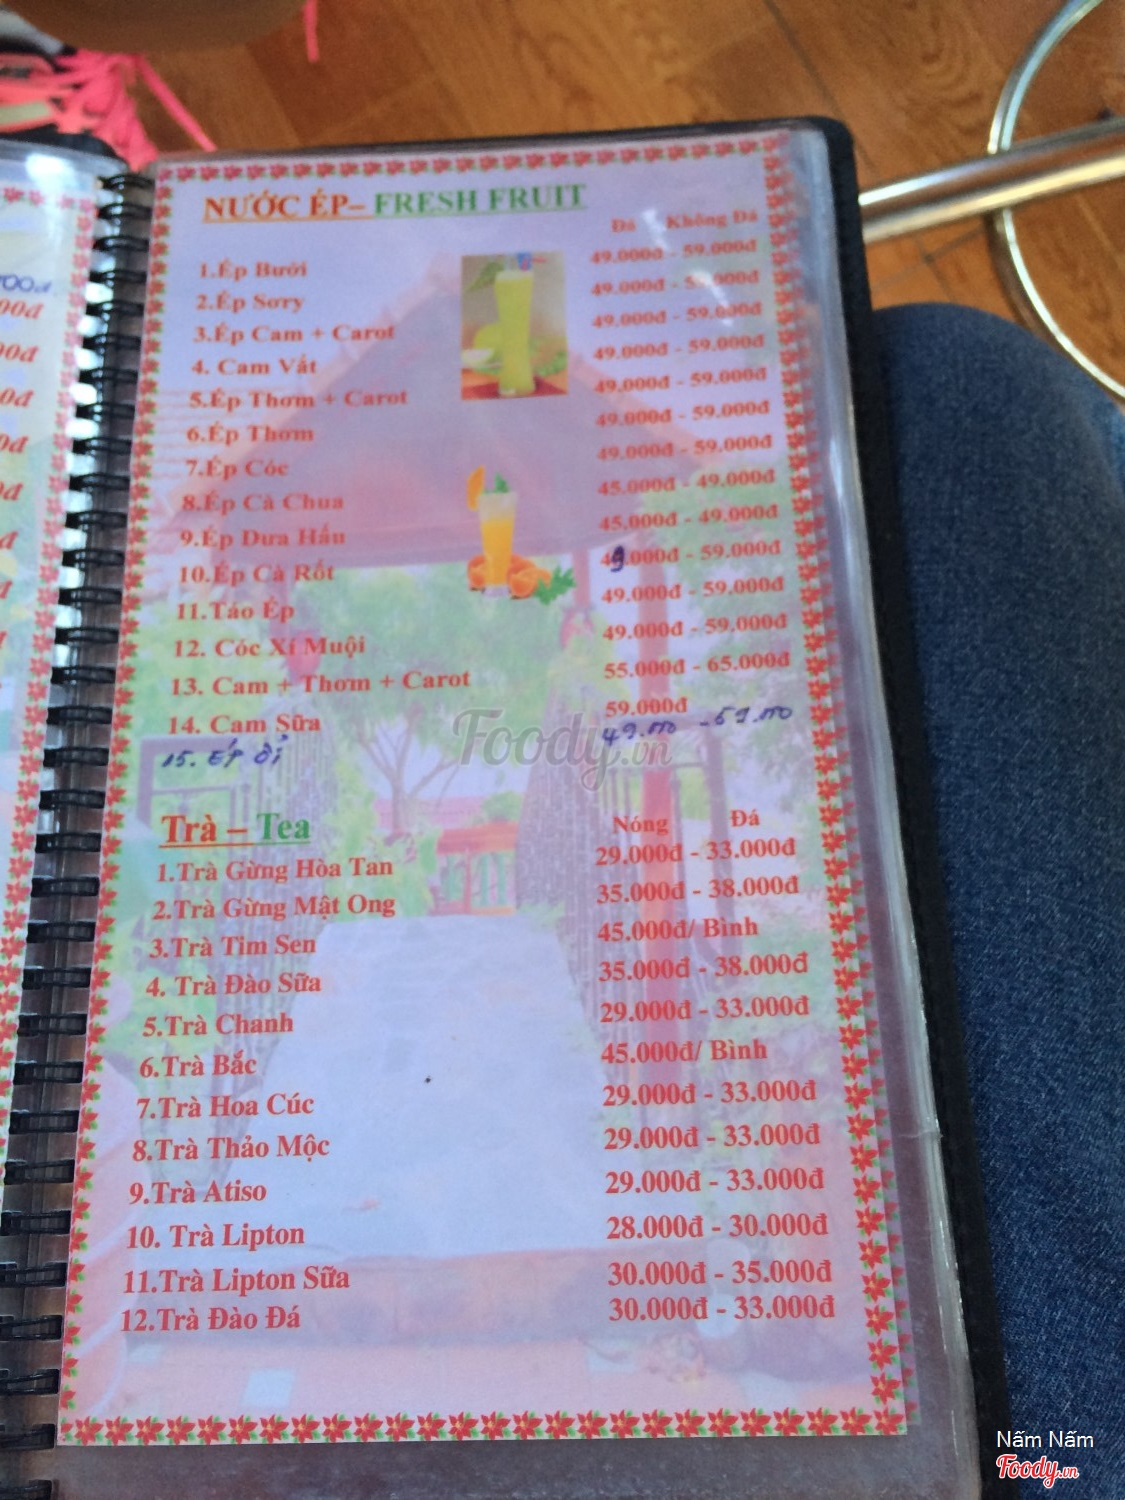 NƯỚC ÉP– FRESH FRUIT
Đá Không Đá
1.Ép Bưởi 49.000đ - 59.000đ
2.Ép Sơry 49.000đ - 59.000đ
3.Ép Cam + Carot 49.000đ - 59.000đ
4. Cam Vắt 49.000đ - 59.000đ
5.Ép Thơm + Carot 49.000đ - 59.000đ
6.Ép Thơm 49.000đ - 59.000đ
7.Ép Cóc 49.000đ - 59.000đ
8.Ép Cà Chua 45.000đ - 49.000đ
9.Ép Dưa Hấu 45.000đ - 49.000đ
10.Ép Cà Rốt 49.000đ - 59.000đ
11.Táo Ép 49.000đ - 59.000đ
12. Cóc Xí Muội 49.000đ - 59.000đ
13. Cam + Thơm + Carot 55.000đ - 65.000đ
14. Cam Sữa 59.000đ
15. ÉP ổi 49.000 - 59.000
Foody.vn
Trà – Tea
Nóng Đá
1.Trà Gừng Hòa Tan 29.000đ - 33.000đ
2.Trà Gừng Mật Ong 35.000đ - 38.000đ
3.Trà Tim Sen 45.000đ/ Bình
4. Trà Đào Sữa 35.000đ - 38.000đ
5.Trà Chanh 29.000đ - 33.000đ
6.Trà Bắc 45.000đ/ Bình
7.Trà Hoa Cúc 29.000đ - 33.000đ
8.Trà Thảo Mộc 29.000đ - 33.000đ
9.Trà Atiso 29.000đ - 33.000đ
10. Trà Lipton 28.000đ - 30.000đ
11.Trà Lipton Sữa 30.000đ - 35.000đ
12.Trà Đào Đá 30.000đ - 33.000đ
Nấm Nấm
Foody.vn